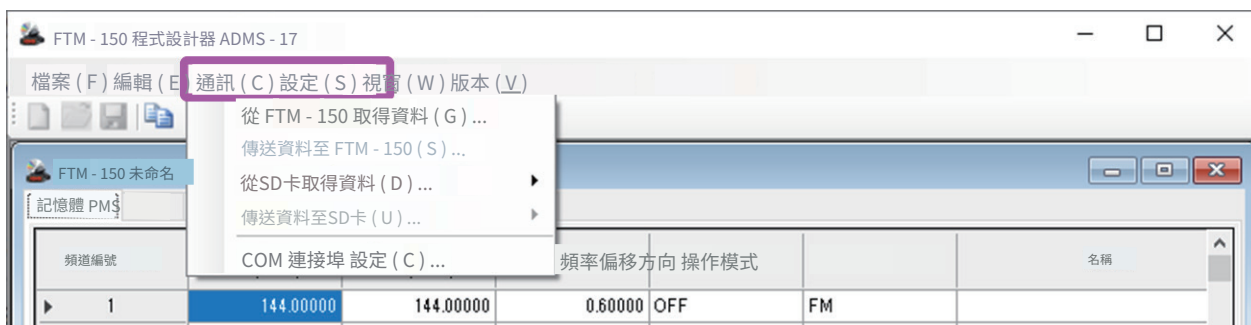 FTM - 150 程式設計器 ADMS - 17
檔案 ( F ) 編輯 ( E ) 通訊 ( C ) 設定 ( S ) 視窗 ( W ) 版本 ( V )
從 FTM - 150 取得資料 ( G ) ...
傳送資料至 FTM - 150 ( S ) ...
FTM - 150 未命名
從SD卡取得資料 ( D ) ...
記憶體 PMS
傳送資料至SD卡 ( U ) ...
頻道編號
COM 連接埠 設定 ( C ) ...
頻率偏移方向 操作模式
名稱
1 144.00000 144.00000 0.60000 OFF FM